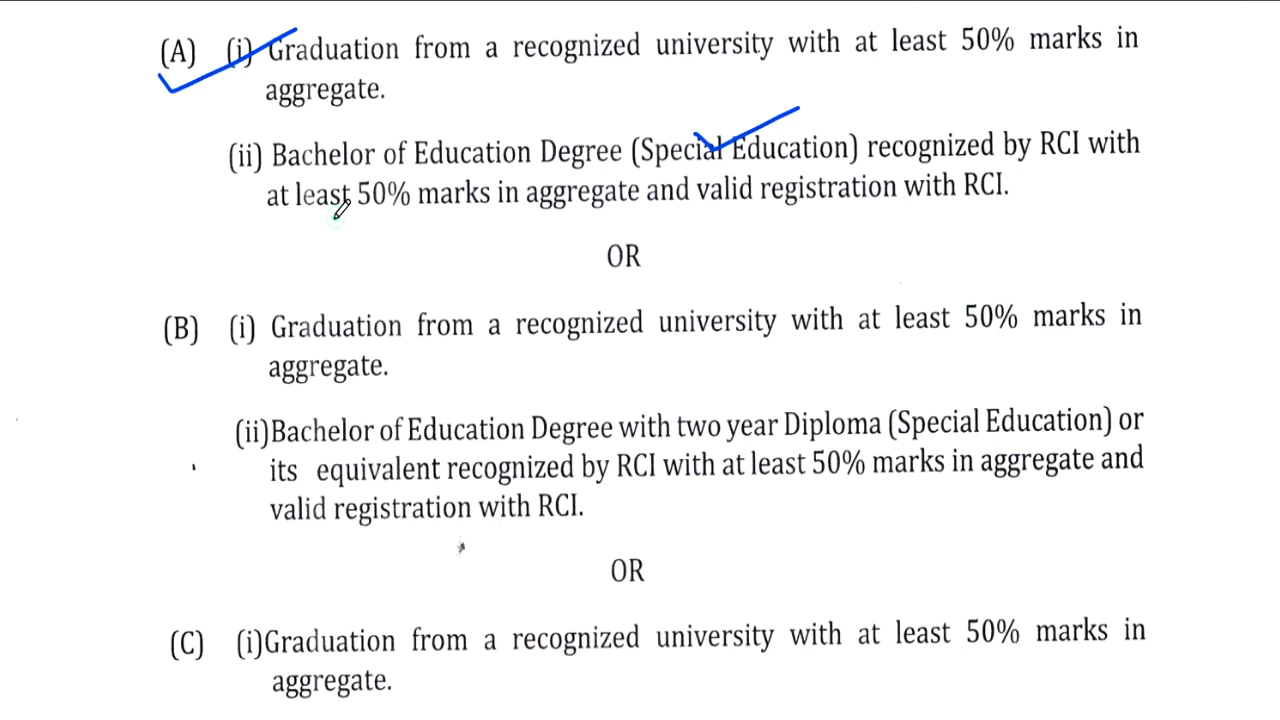 (A) (i) Graduation from a recognized university with at least 50% marks in
aggregate.
(ii) Bachelor of Education Degree (Special Education) recognized by RCI with
at least 50% marks in aggregate and valid registration with RCI.
OR
(B) (i) Graduation from a recognized university with at least 50% marks in
aggregate.
(ii)Bachelor of Education Degree with two year Diploma (Special Education) or
its equivalent recognized by RCI with at least 50% marks in aggregate and
valid registration with RCI.
OR
(C) (i)Graduation from a recognized university with at least 50% marks in
aggregate.